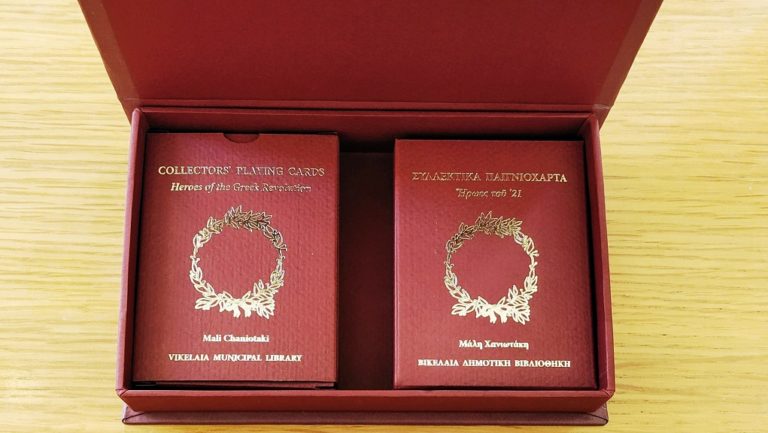 COLLECTORS' PLAYING CARDS
Heroes of the Greek Revolution
Mali Chaniotaki
VIKELAIA MUNICIPAL LIBRARY
ΣΥΛΛΕΚΤΙΚΑ ΠΑΙΓΝΙΟΧΑΡΤΑ
Ἥρωες τοῦ '21
Μάλη Χανιωτάκη
ΒΙΚΕΛΑΙΑ ΔΗΜΟΤΙΚΗ ΒΙΒΛΙΟΘΗΚΗ